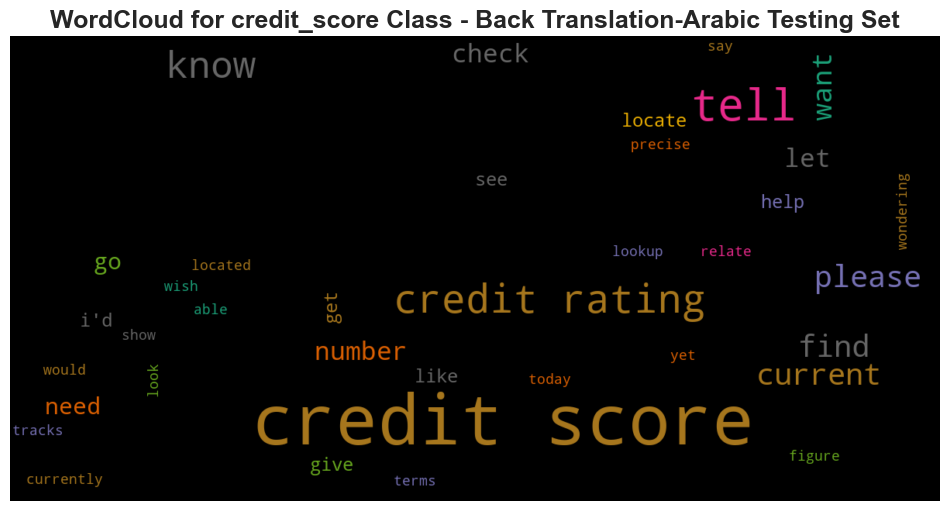 WordCloud for credit_score Class - Back Translation-Arabic Testing Set
say
check
know
want
tell
locate
precise
let
see
wondering
help
lookup
relate
go
located
please
wish
credit rating
get
able
i'd
show
find
number
yet
would
look
like
today
current
need
credit score
tracks
figure
give
currently
terms